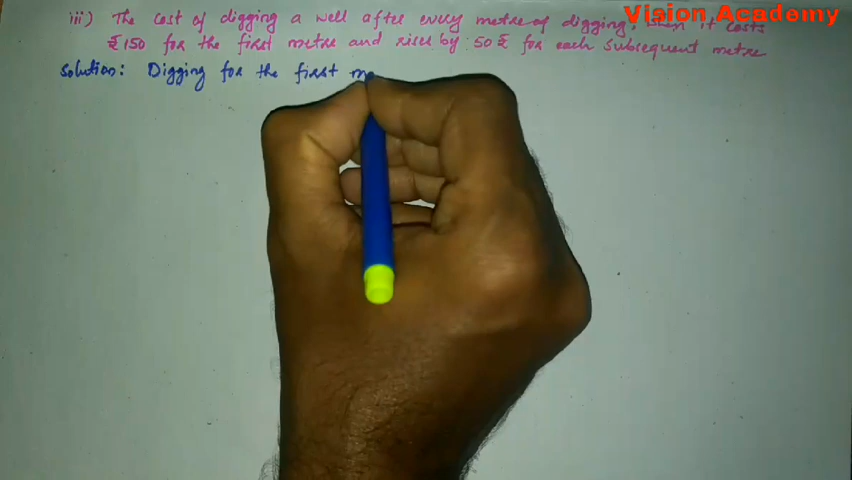 Vision Academy
iii) The cost of digging a well after every metre of digging, when it costs
₹150 for the first metre and rises by 50₹ for each subsequent metre
Solution: Digging for the first